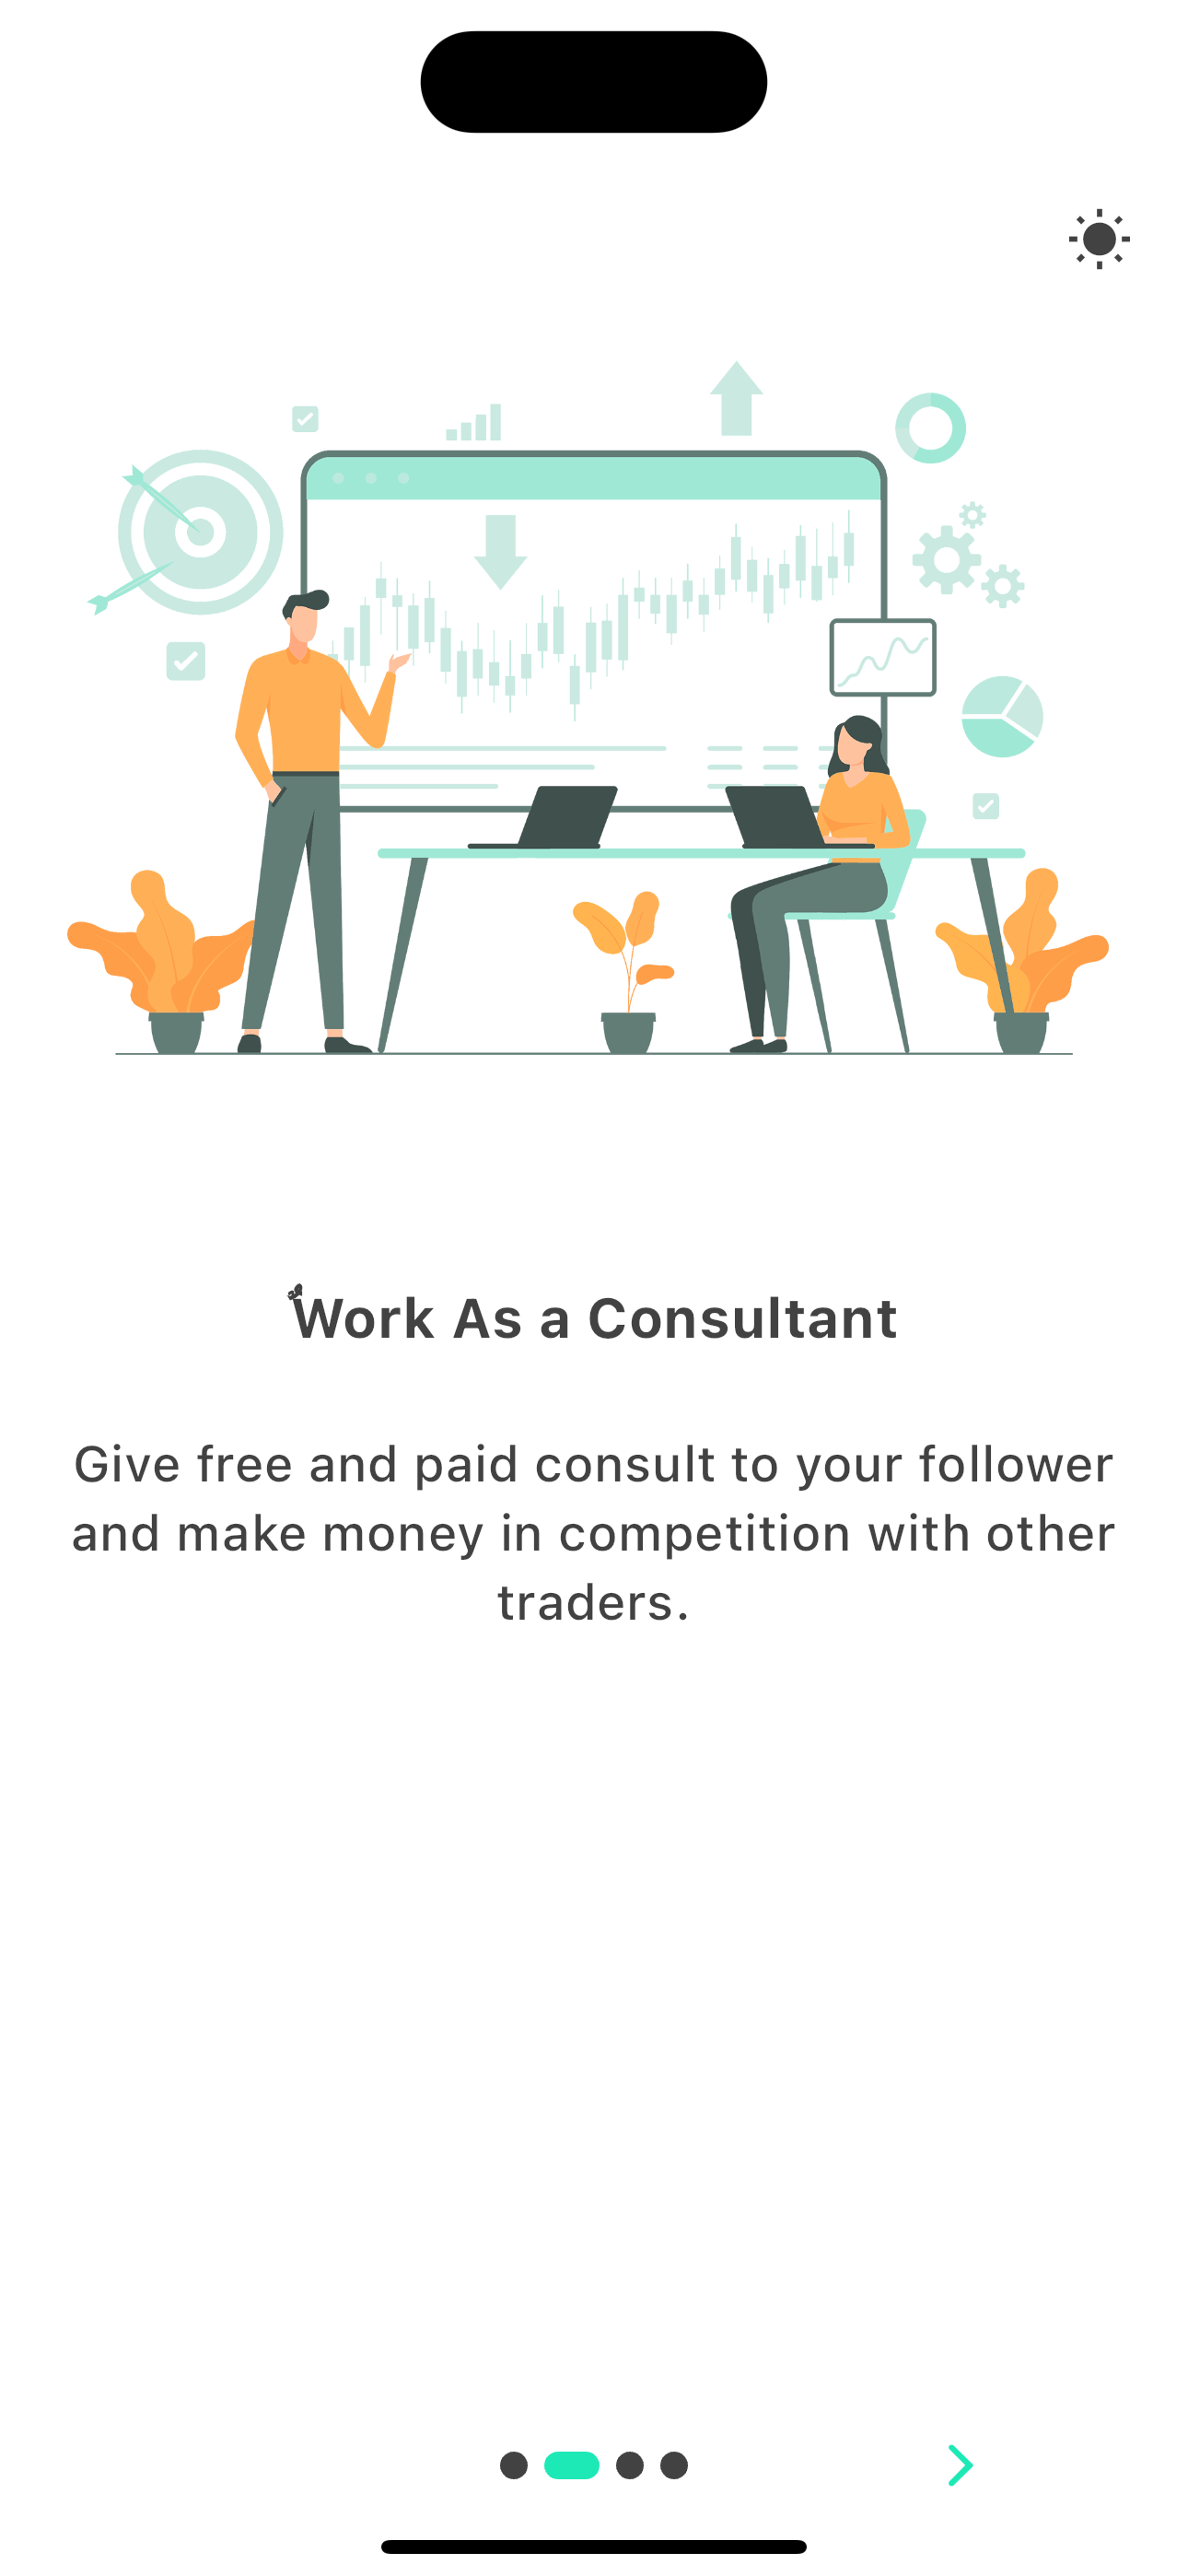 Work As a Consultant
Give free and paid consult to your follower
and make money in competition with other
traders.